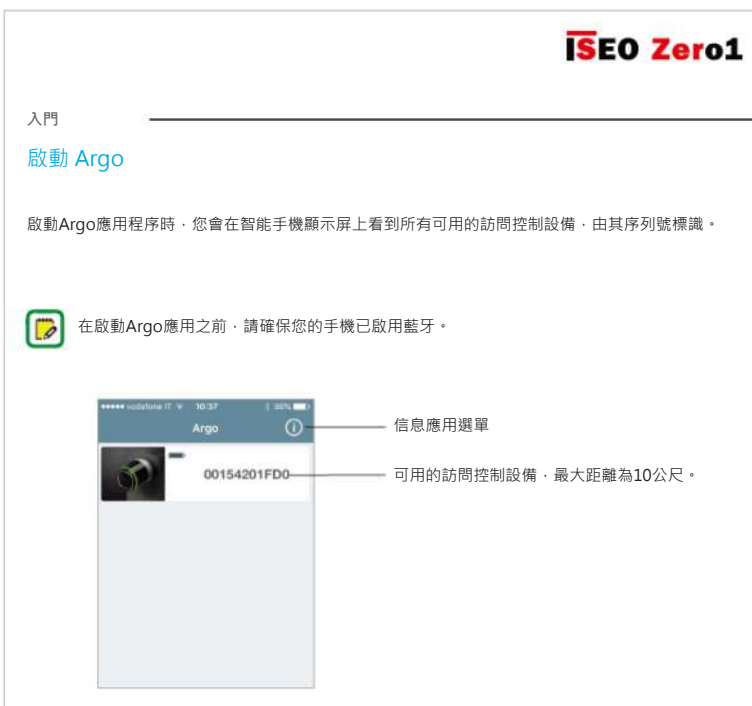 ISEO Zero1
入門
啟動 Argo
啟動Argo應用程序時，您會在智能手機顯示屏上看到所有可用的訪問控制設備，由其序列號標識。
在啟動Argo應用之前，請確保您的手機已啟用藍牙。
vodafone IT 10:37 86%
Argo
信息應用選單
00154201FD0
可用的訪問控制設備，最大距離為10公尺。